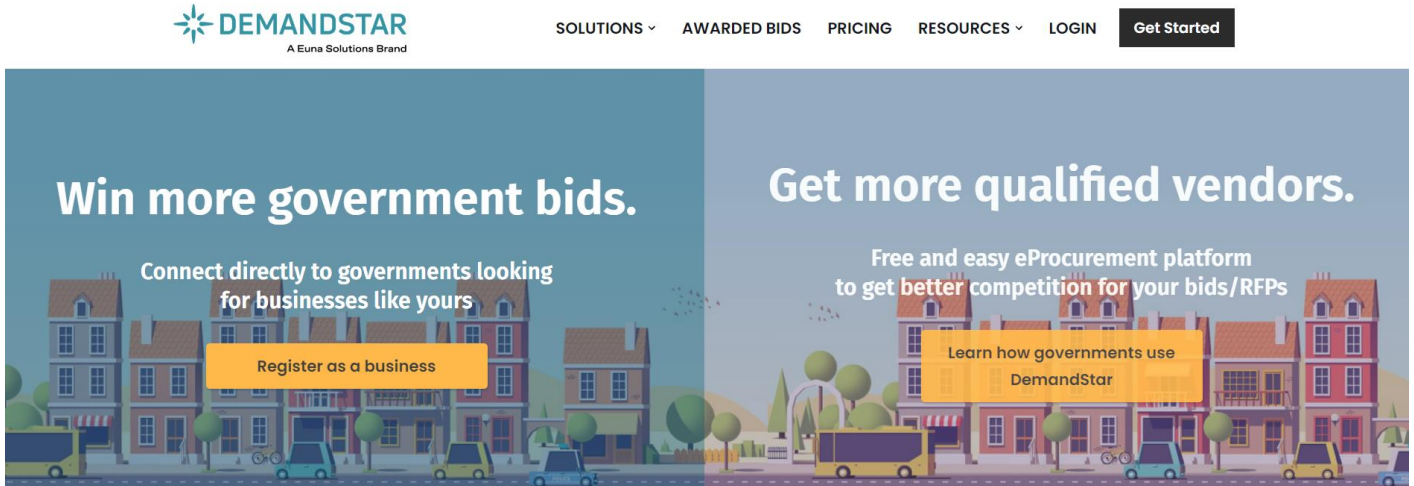 DEMANDSTAR
A Euna Solutions Brand
SOLUTIONS
AWARDED BIDS
PRICING
RESOURCES
LOGIN
Get Started
Win more government bids.
Connect directly to governments looking
for businesses like yours
Register as a business
Get more qualified vendors.
Free and easy eProcurement platform
to get better competition for your bids/RFPs
Learn how governments use
DemandStar
POLICE